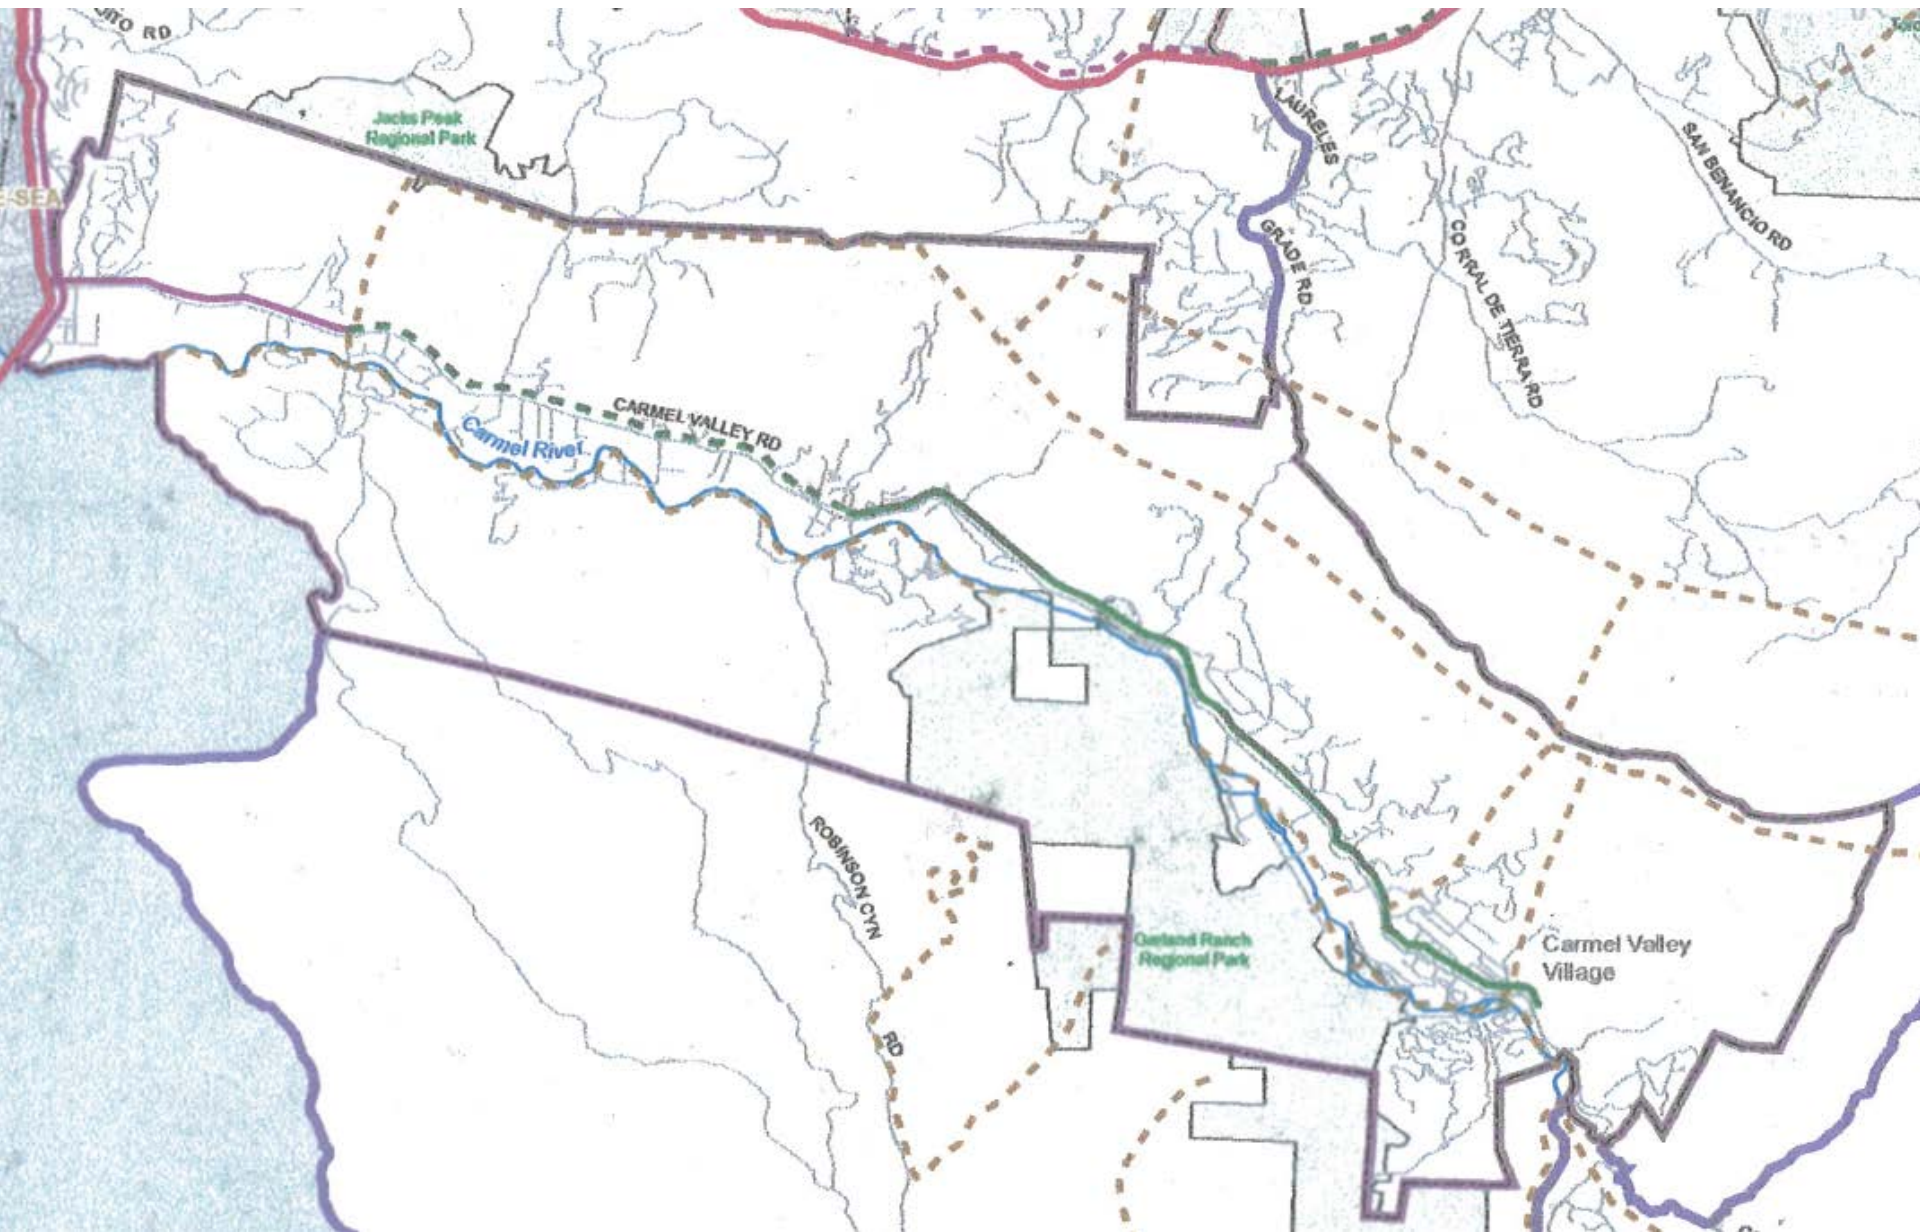 RD
LAURELES
GRADE RD
SAN BENANCIO RD
CORRAL DE TIERRA RD
Jacks Peak
Regional Park
E-SEA
CARMEL VALLEY RD
Carmel River
ROBINSON CYN
RD
Garland Ranch
Regional Park
Carmel Valley
Village